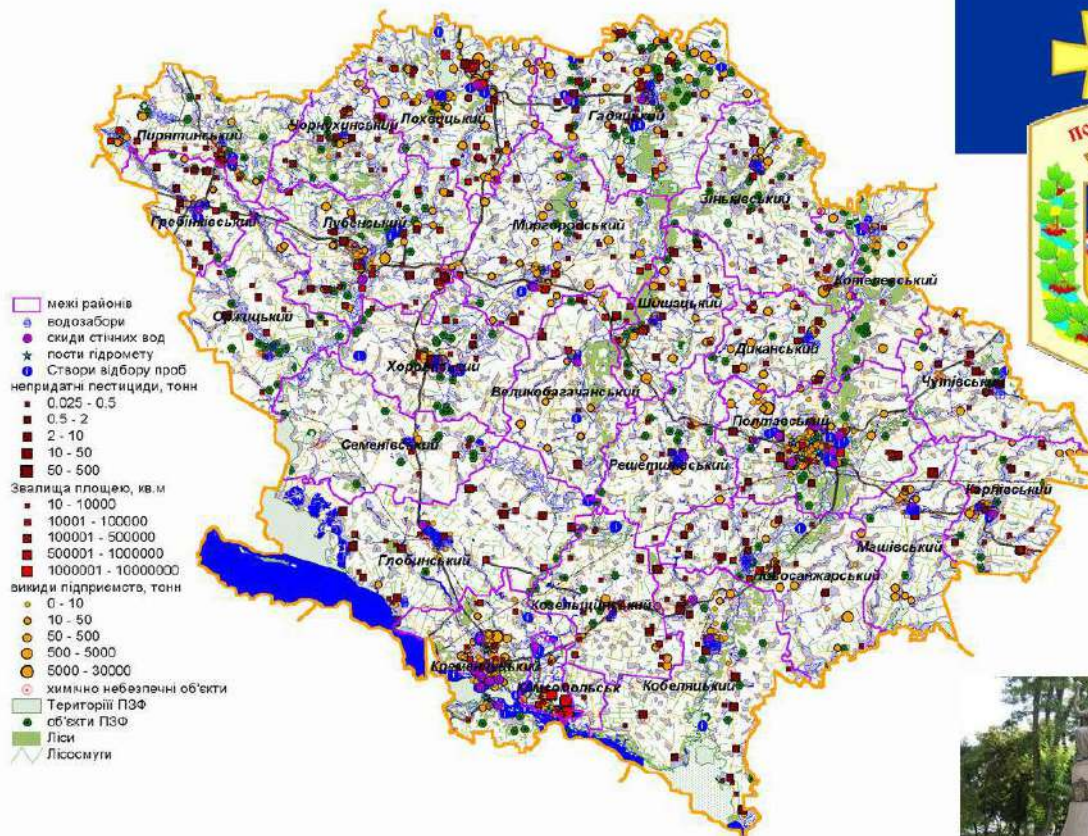 Пирятинський
Чорнухинський
Лохвицький
Гадяцький
Гребінківський
Лубенський
Миргородський
Зіньківський
Котелевський
Шишацький
Оржицький
Диканський
Хорольський
Великобагачанський
Чутівський
Полтавський
Семенівський
Решетилівський
Карлівський
Машівський
Глобинський
Новосанжарський
Козельщинський
Кременчуцький
Комсомольськ
Кобеляцький
межі районів
водозабори
скиди стічних вод
пости гідромету
Створи відбору проб
непридатні пестициди, тонн
0.025 - 0.5
0.5 - 2
2 - 10
10 - 50
50 - 500
Звалища площею, кв.м
10 - 10000
10001 - 100000
100001 - 500000
500001 - 1000000
1000001 - 10000000
викиди підприємств, тонн
0 - 10
10 - 50
50 - 500
500 - 5000
5000 - 30000
хімічно небезпечні об'єкти
Території ПЗФ
об'єкти ПЗФ
Ліси
Лісосмуги